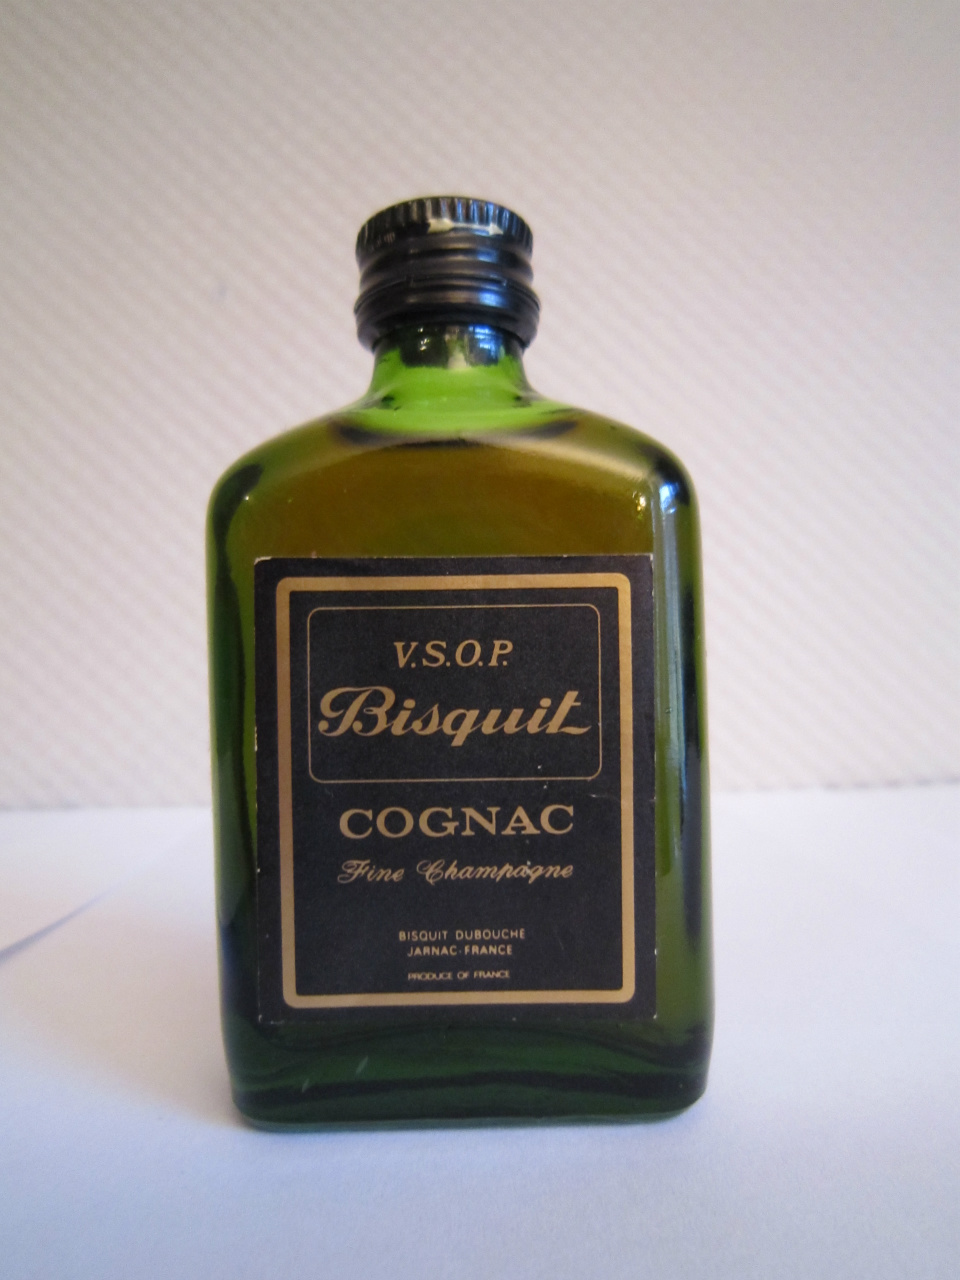 V.S.O.P.
Bisquit
COGNAC
Fine Champagne
BISQUIT DUBOUCHE
JARNAC-FRANCE
PRODUCE OF FRANCE